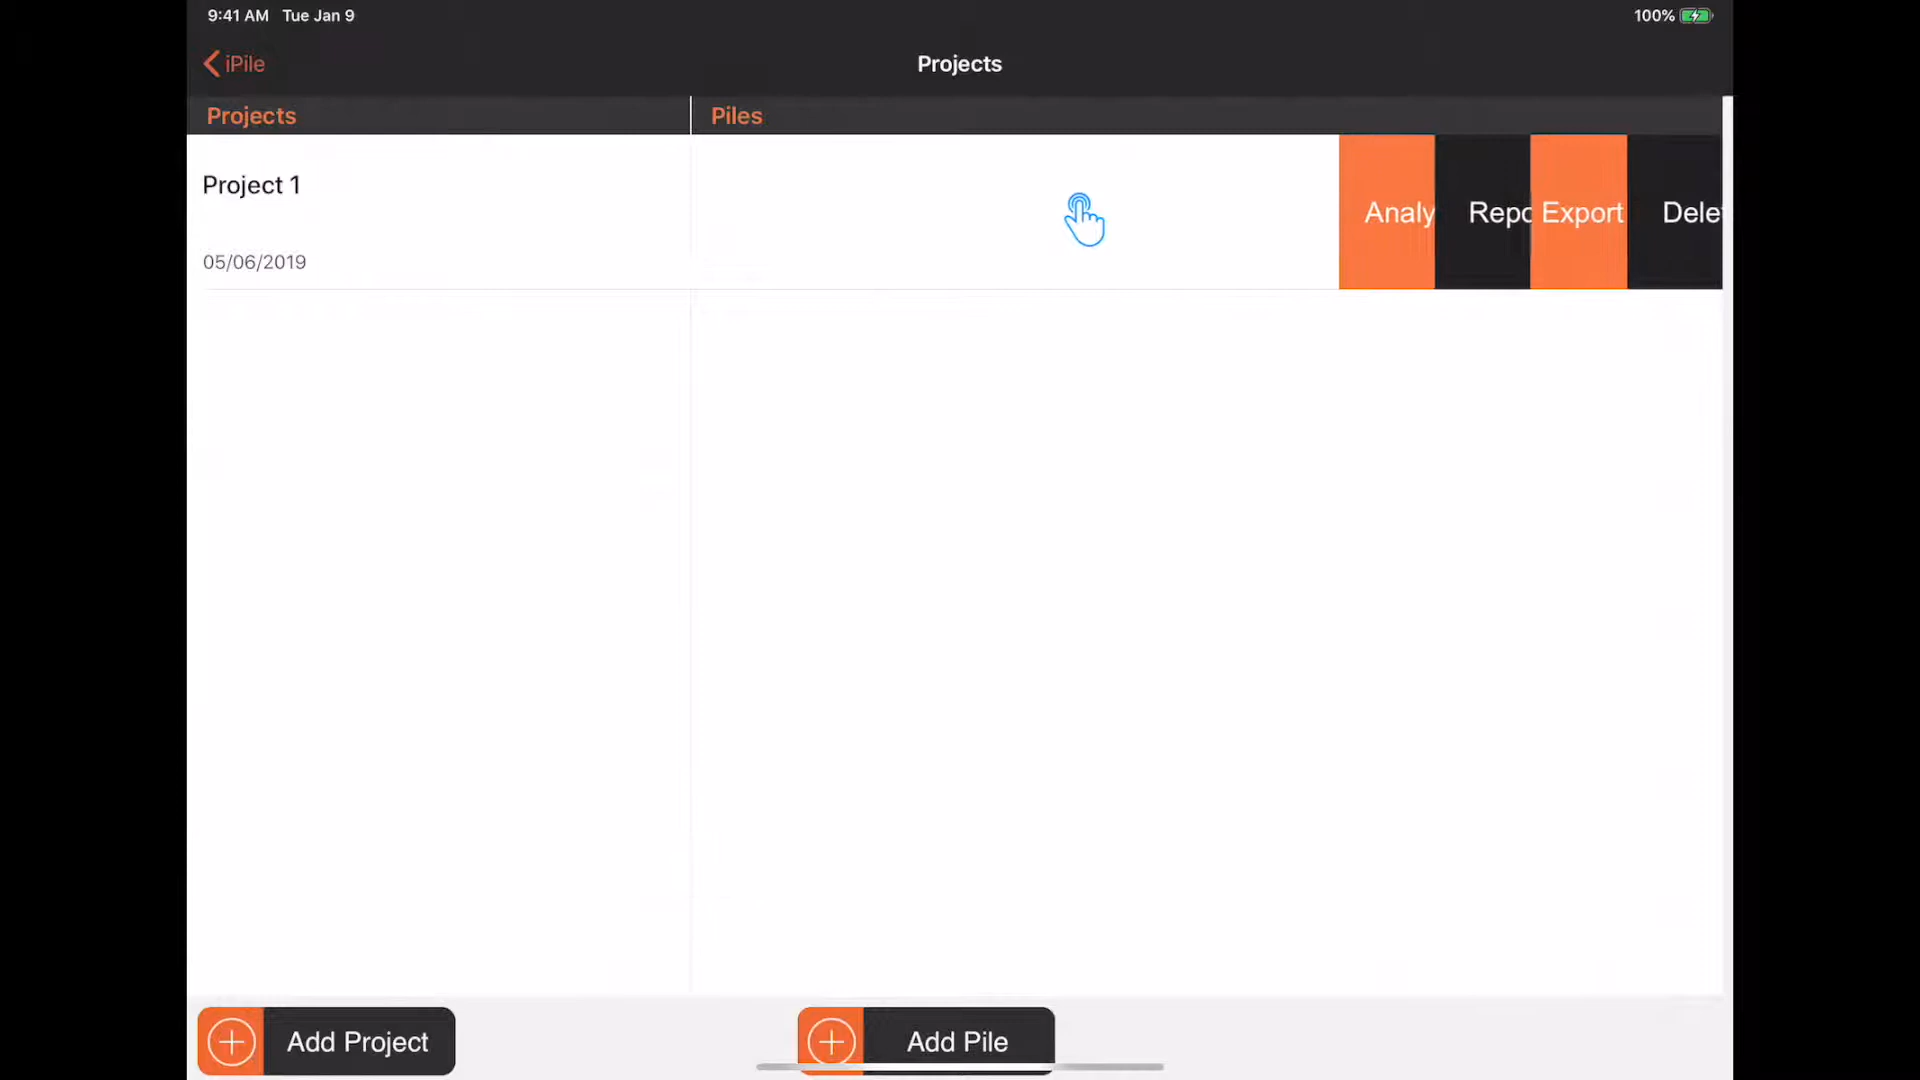 9:41 AM Tue Jan 9 100%
iPile
Projects
Projects
Piles
Project 1
05/06/2019
Analy
Repo
Export
Dele
Add Project
Add Pile